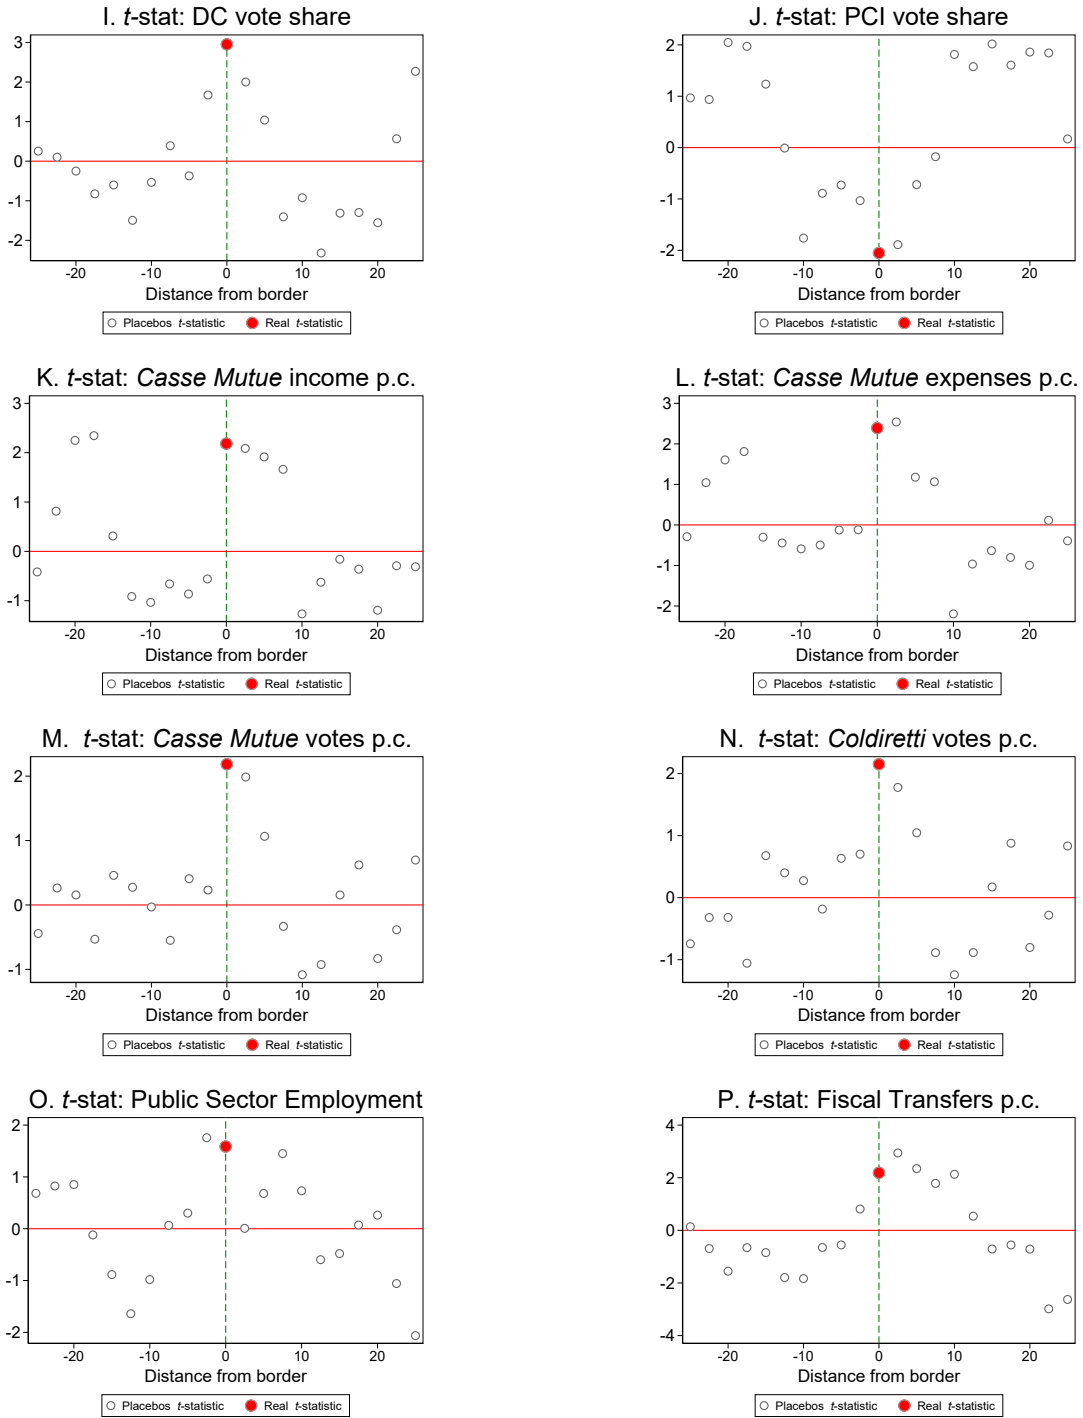 I. t-stat: DC vote share
3
2
1
0
-1
-2
-20 -10 0 10 20
Distance from border
Placebos t-statistic Real t-statistic
J. t-stat: PCI vote share
2
1
0
-1
-2
-20 -10 0 10 20
Distance from border
Placebos t-statistic Real t-statistic
K. t-stat: Casse Mutue income p.c.
3
2
1
0
-1
-20 -10 0 10 20
Distance from border
Placebos t-statistic Real t-statistic
L. t-stat: Casse Mutue expenses p.c.
3
2
1
0
-1
-2
-20 -10 0 10 20
Distance from border
Placebos t-statistic Real t-statistic
M. t-stat: Casse Mutue votes p.c.
2
1
0
-1
-20 -10 0 10 20
Distance from border
Placebos t-statistic Real t-statistic
N. t-stat: Coldiretti votes p.c.
2
1
0
-1
-20 -10 0 10 20
Distance from border
Placebos t-statistic Real t-statistic
O. t-stat: Public Sector Employment
2
1
0
-1
-2
-20 -10 0 10 20
Distance from border
Placebos t-statistic Real t-statistic
P. t-stat: Fiscal Transfers p.c.
4
2
0
-2
-4
-20 -10 0 10 20
Distance from border
Placebos t-statistic Real t-statistic